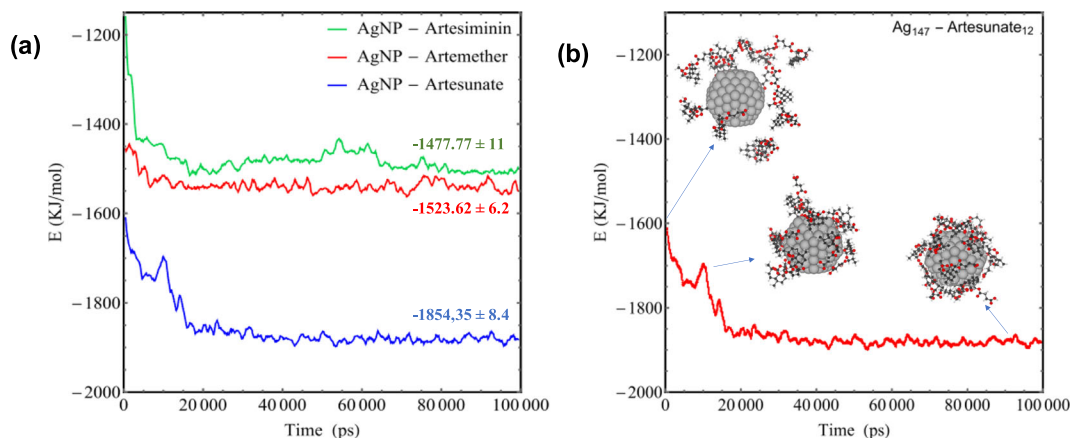 (a)
AgNP – Artesiminin
AgNP – Artemether
AgNP – Artesunate
-1477.77 ± 11
-1523.62 ± 6.2
-1854,35 ± 8.4
E (KJ/mol)
−1200
−1400
−1600
−1800
−2000
0
20 000
40 000
60 000
80 000
100 000
Time (ps)
(b)
Ag147 – Artesunate12
E (KJ/mol)
−1200
−1400
−1600
−1800
−2000
0
20 000
40 000
60 000
80 000
100 000
Time (ps)